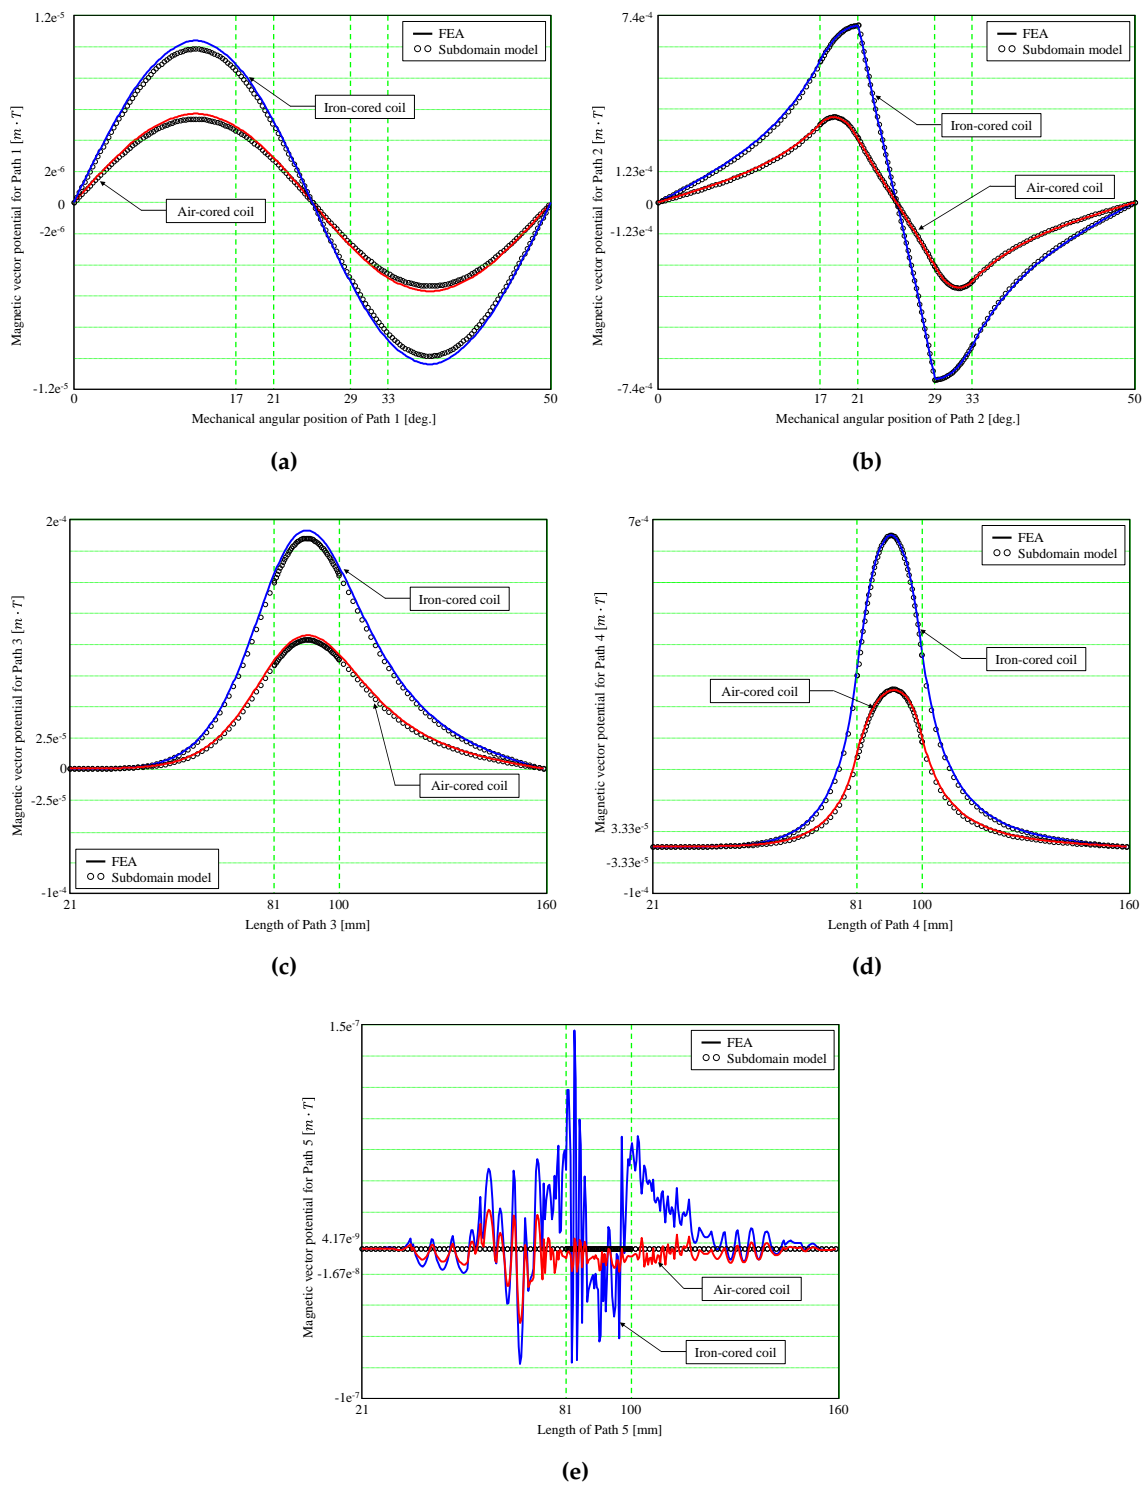 1.2e⁻⁵
2e⁻⁶
0
-2e⁻⁶
-1.2e⁻⁵
Magnetic vector potential for Path 1 [m · T]
FEA
Subdomain model
Iron-cored coil
Air-cored coil
0 17 21 29 33 50
Mechanical angular position of Path 1 [deg.]
(a)
7.4e⁻⁴
1.23e⁻⁴
0
-1.23e⁻⁴
-7.4e⁻⁴
Magnetic vector potential for Path 2 [m · T]
FEA
Subdomain model
Iron-cored coil
Air-cored coil
0 17 21 29 33 50
Mechanical angular position of Path 2 [deg.]
(b)
2e⁻⁴
2.5e⁻⁵
0
-2.5e⁻⁵
-1e⁻⁴
Magnetic vector potential for Path 3 [m · T]
Iron-cored coil
Air-cored coil
FEA
Subdomain model
21 81 100 160
Length of Path 3 [mm]
(c)
7e⁻⁴
3.33e⁻⁵
-3.33e⁻⁵
-1e⁻⁴
Magnetic vector potential for Path 4 [m · T]
FEA
Subdomain model
Iron-cored coil
Air-cored coil
21 81 100 160
Length of Path 4 [mm]
(d)
1.5e⁻⁷
4.17e⁻⁹
-1.67e⁻⁸
-1e⁻⁷
Magnetic vector potential for Path 5 [m · T]
FEA
Subdomain model
Air-cored coil
Iron-cored coil
21 81 100 160
Length of Path 5 [mm]
(e)